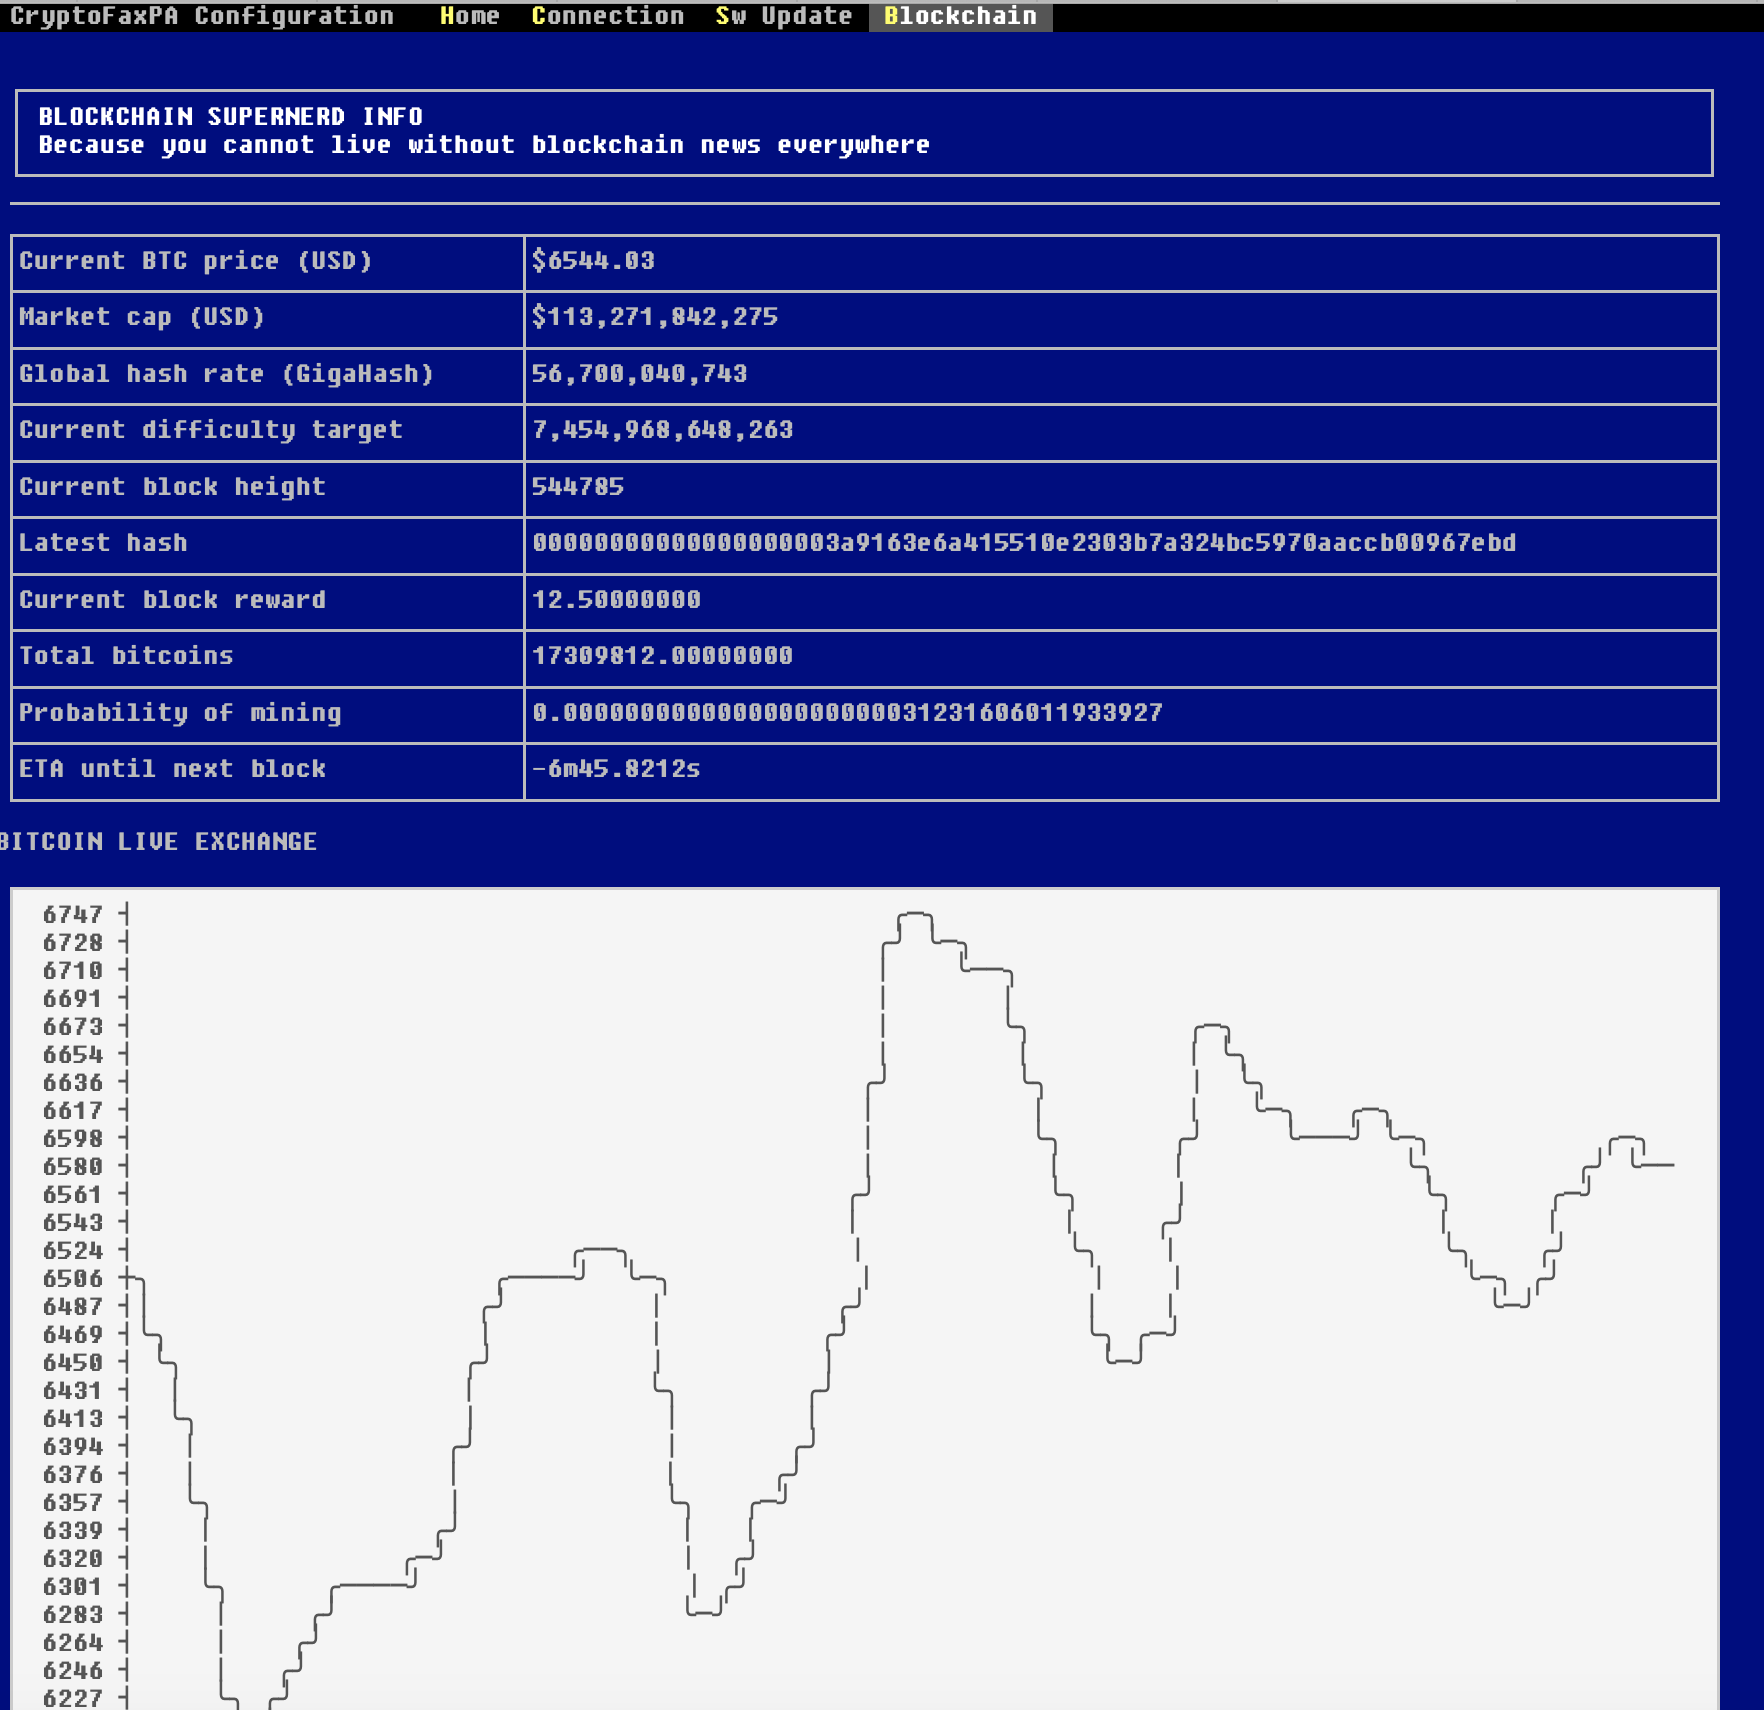 CryptoFaxPA Configuration Home Connection Sw Update Blockchain
BLOCKCHAIN SUPERNERD INFO
Because you cannot live without blockchain news everywhere
Current BTC price (USD) $6544.03
Market cap (USD) $113,271,842,275
Global hash rate (GigaHash) 56,700,040,743
Current difficulty target 7,454,968,648,263
Current block height 544785
Latest hash 00000000000000000003a9163e6a415510e2303b7a324bc5970aaccb00967ebd
Current block reward 12.50000000
Total bitcoins 17309812.00000000
Probability of mining 0.000000000000000000000031231606011933927
ETA until next block -6m45.8212s
BITCOIN LIVE EXCHANGE
6747
6728
6710
6691
6673
6654
6636
6617
6598
6580
6561
6543
6524
6506
6487
6469
6450
6431
6413
6394
6376
6357
6339
6320
6301
6283
6264
6246
6227